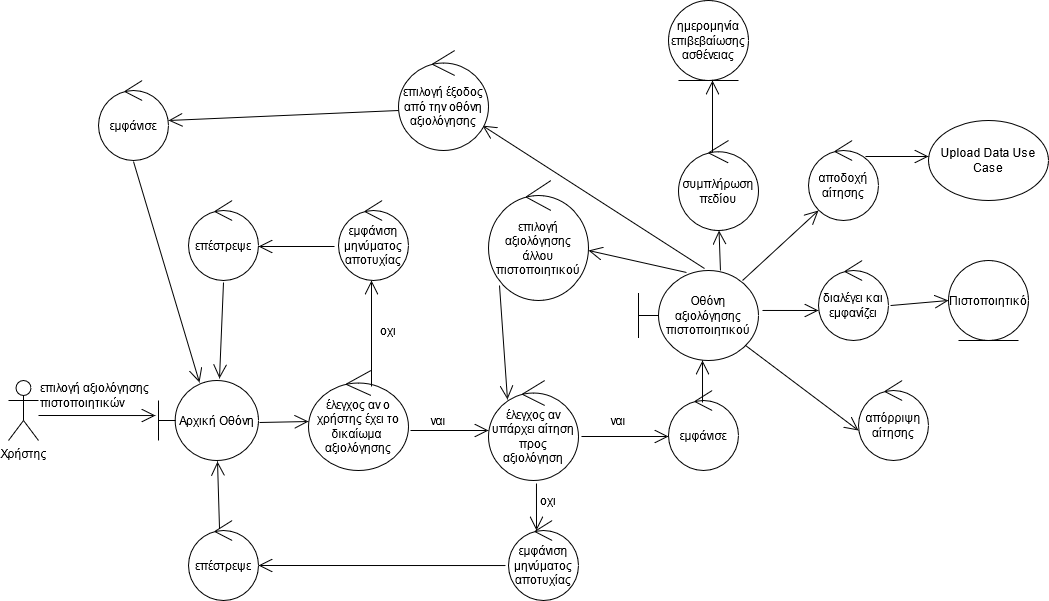 ημερομηνία
επιβεβαίωσης
ασθένειας
επιλογή έξοδος
από την οθόνη
αξιολόγησης
εμφάνισε
Upload Data Use
Case
συμπλήρωση
πεδίου
αποδοχή
αίτησης
επέστρεψε
εμφάνιση
μηνύματος
αποτυχίας
επιλογή
αξιολόγησης
άλλου
πιστοποιητικού
Οθόνη
αξιολόγησης
πιστοποιητικού
διαλέγει και
εμφανίζει
Πιστοποιητικό
οχι
επιλογή αξιολόγησης
πιστοποιητικών
Χρήστης
Αρχική Οθόνη
έλεγχος αν ο
χρήστης έχει το
δικαίωμα
αξιολόγησης
ναι
έλεγχος αν
υπάρχει αίτηση
προς
αξιολόγηση
ναι
εμφάνισε
απόρριψη
αίτησης
οχι
επέστρεψε
εμφάνιση
μηνύματος
αποτυχίας